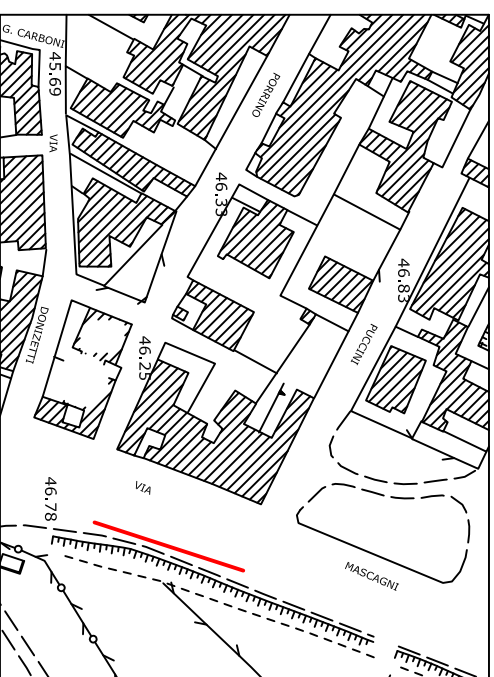 G. CARBONI
45.69
VIA
PORRINO
46.33
46.83
DONIZETTI
46.25
PUCCINI
46.78
VIA
MASCAGNI